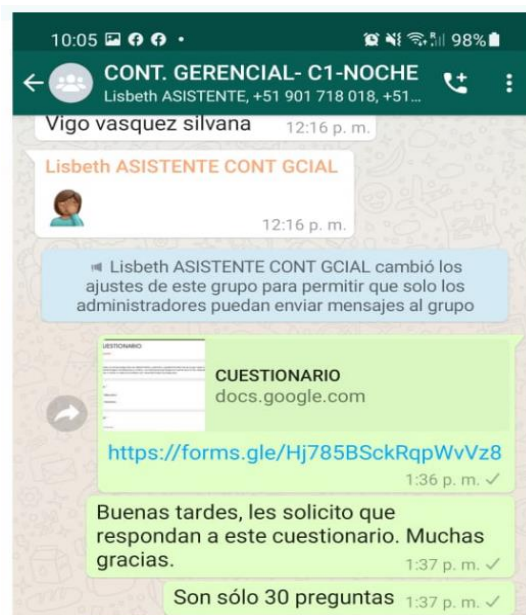 10:05
98%
CONT. GERENCIAL- C1-NOCHE
Lisbeth ASISTENTE, +51 901 718 018, +51...
Vigo vasquez silvana 12:16 p. m.
Lisbeth ASISTENTE CONT GCIAL
12:16 p. m.
Lisbeth ASISTENTE CONT GCIAL cambió los
ajustes de este grupo para permitir que solo los
administradores puedan enviar mensajes al grupo
CUESTIONARIO
docs.google.com
https://forms.gle/Hj785BSckRqpWvVz8
1:36 p. m.
Buenas tardes, les solicito que
respondan a este cuestionario. Muchas
gracias. 1:37 p. m.
Son sólo 30 preguntas 1:37 p. m.